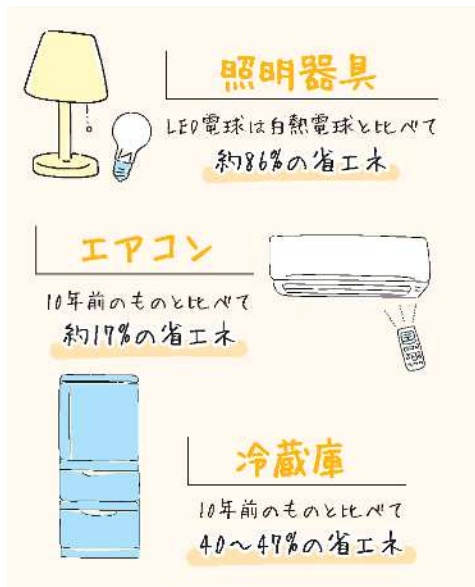 照明器具
LED電球は白熱電球と比べて
約86%の省エネ
エアコン
10年前のものと比べて
約17%の省エネ
冷蔵庫
10年前のものと比べて
40〜47%の省エネ